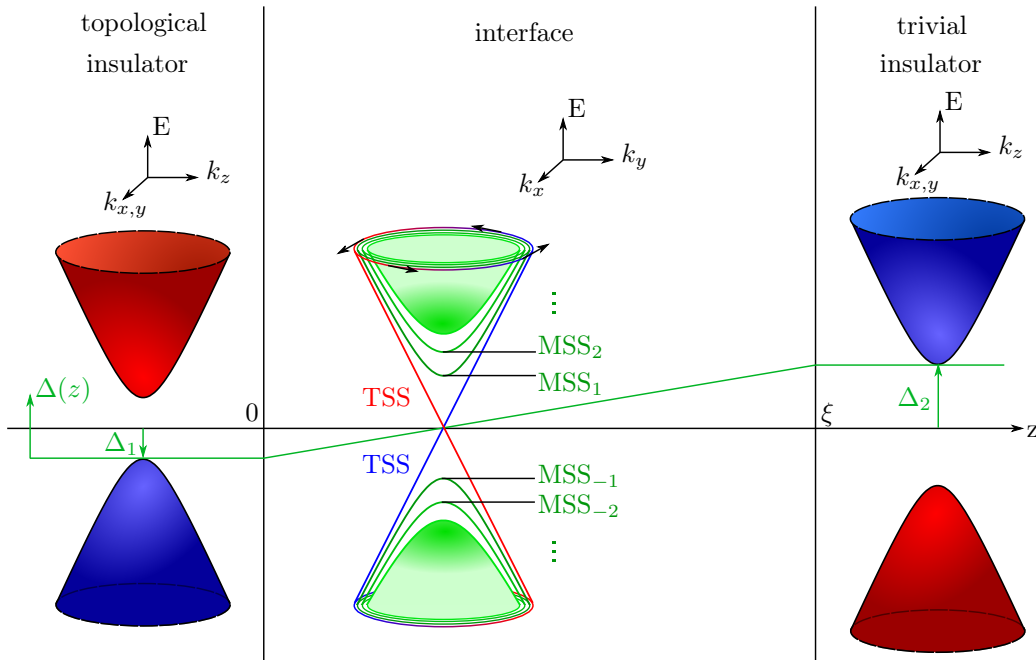 topological
insulator
interface
trivial
insulator
E
k_z
k_{x,y}
E
k_y
k_x
E
k_z
k_{x,y}
MSS_2
MSS_1
Δ(z)
TSS
0
Δ_1
Δ_2
ξ
z
TSS
MSS_{−1}
MSS_{−2}